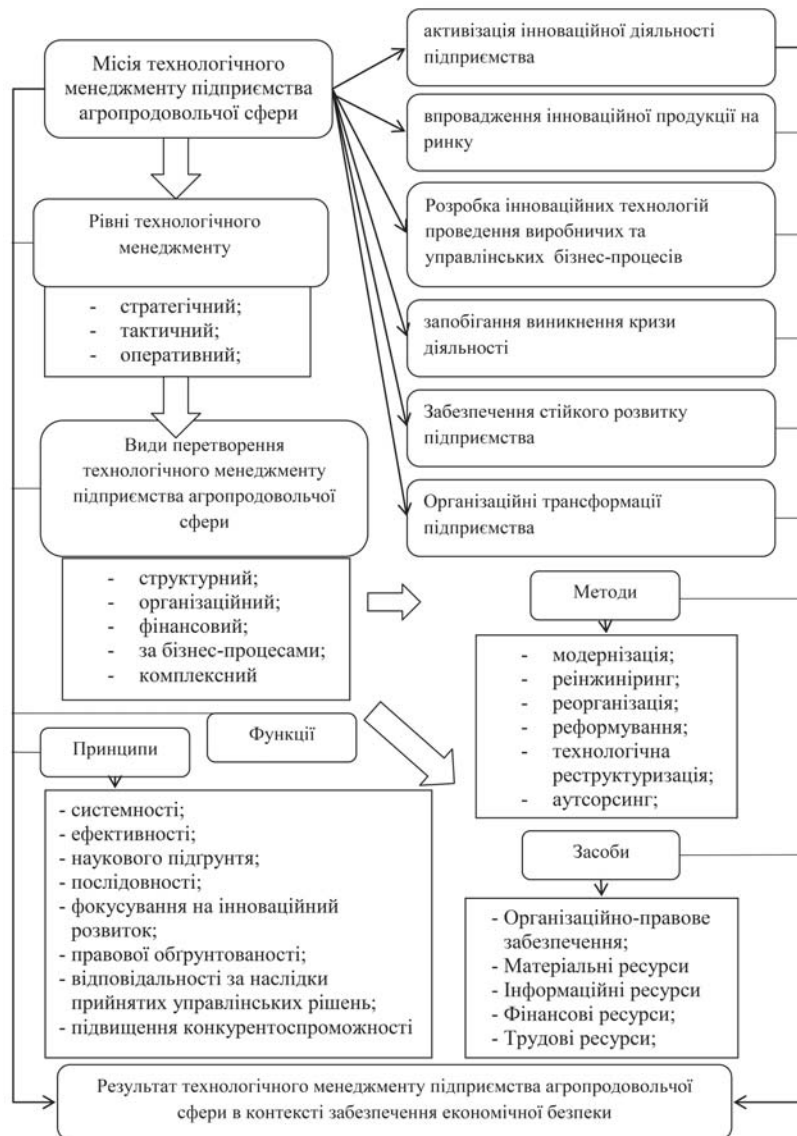 Місія технологічного
менеджменту підприємства
агропродовольчої сфери
Рівні технологічного
менеджменту
- стратегічний;
- тактичний;
- оперативний;
Види перетворення
технологічного менеджменту
підприємства агропродовольчої
сфери
- структурний;
- організаційний;
- фінансовий;
- за бізнес-процесами;
- комплексний
Функції
Принципи
- системності;
- ефективності;
- наукового підґрунтя;
- послідовності;
- фокусування на інноваційний
розвиток;
- правової обґрунтованості;
- відповідальності за наслідки
прийнятих управлінських рішень;
- підвищення конкурентоспроможності
активізація інноваційної діяльності
підприємства
впровадження інноваційної продукції на
ринку
Розробка інноваційних технологій
проведення виробничих та
управлінських бізнес-процесів
запобігання виникнення кризи
діяльності
Забезпечення стійкого розвитку
підприємства
Організаційні трансформації
підприємства
Методи
- модернізація;
- реінжиніринг;
- реорганізація;
- реформування;
- технологічна
реструктуризація;
- аутсорсинг;
Засоби
- Організаційно-правове
забезпечення;
- Матеріальні ресурси
- Інформаційні ресурси
- Фінансові ресурси;
- Трудові ресурси;
Результат технологічного менеджменту підприємства агропродовольчої
сфери в контексті забезпечення економічної безпеки